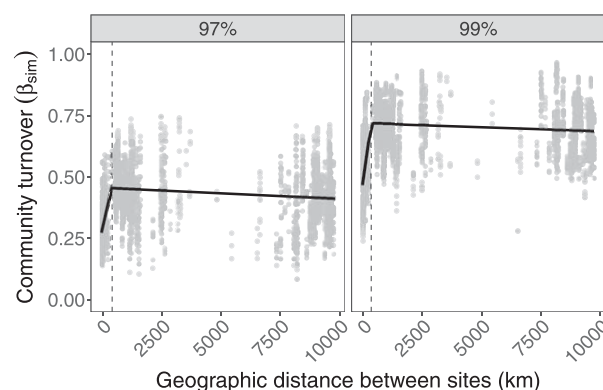 97% 99%
Community turnover (βsim)
1.00
0.75
0.50
0.25
0.00
0 2500 5000 7500 10000 0 2500 5000 7500 10000
Geographic distance between sites (km)